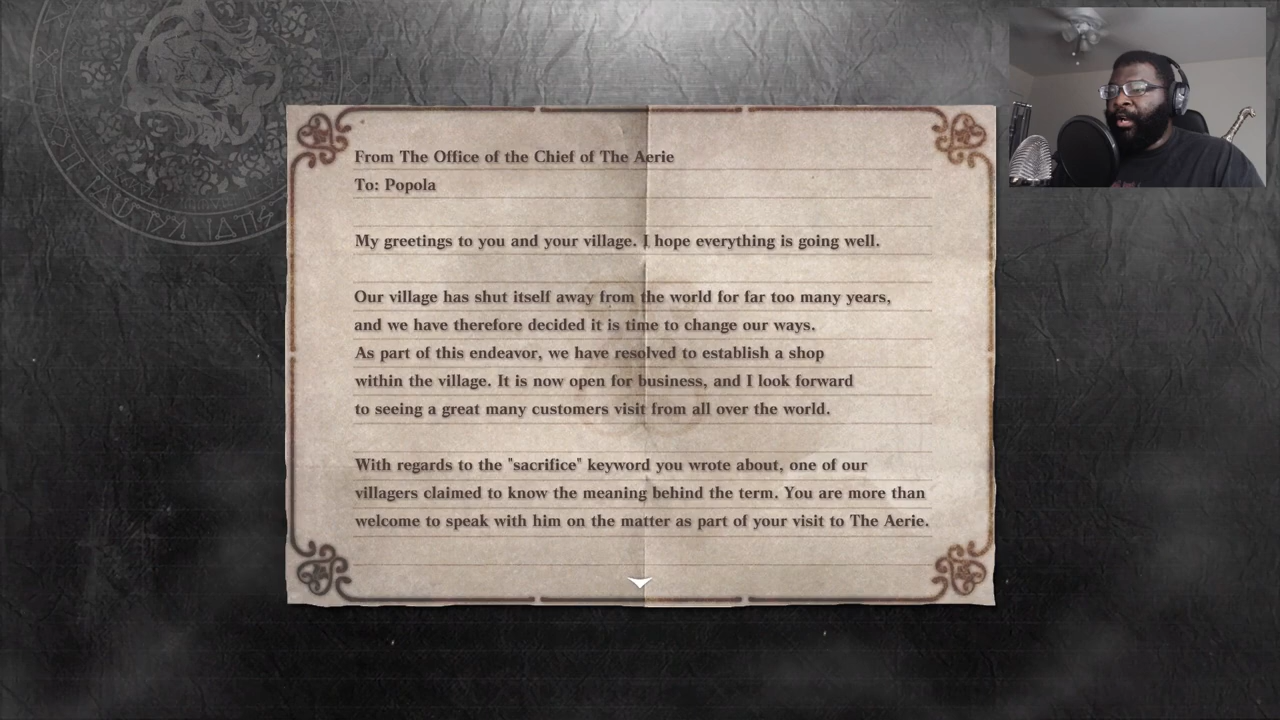 From The Office of the Chief of The Aerie
To: Popola
My greetings to you and your village. I hope everything is going well.
Our village has shut itself away from the world for far too many years,
and we have therefore decided it is time to change our ways.
As part of this endeavor, we have resolved to establish a shop
within the village. It is now open for business, and I look forward
to seeing a great many customers visit from all over the world.
With regards to the "sacrifice" keyword you wrote about, one of our
villagers claimed to know the meaning behind the term. You are more than
welcome to speak with him on the matter as part of your visit to The Aerie.